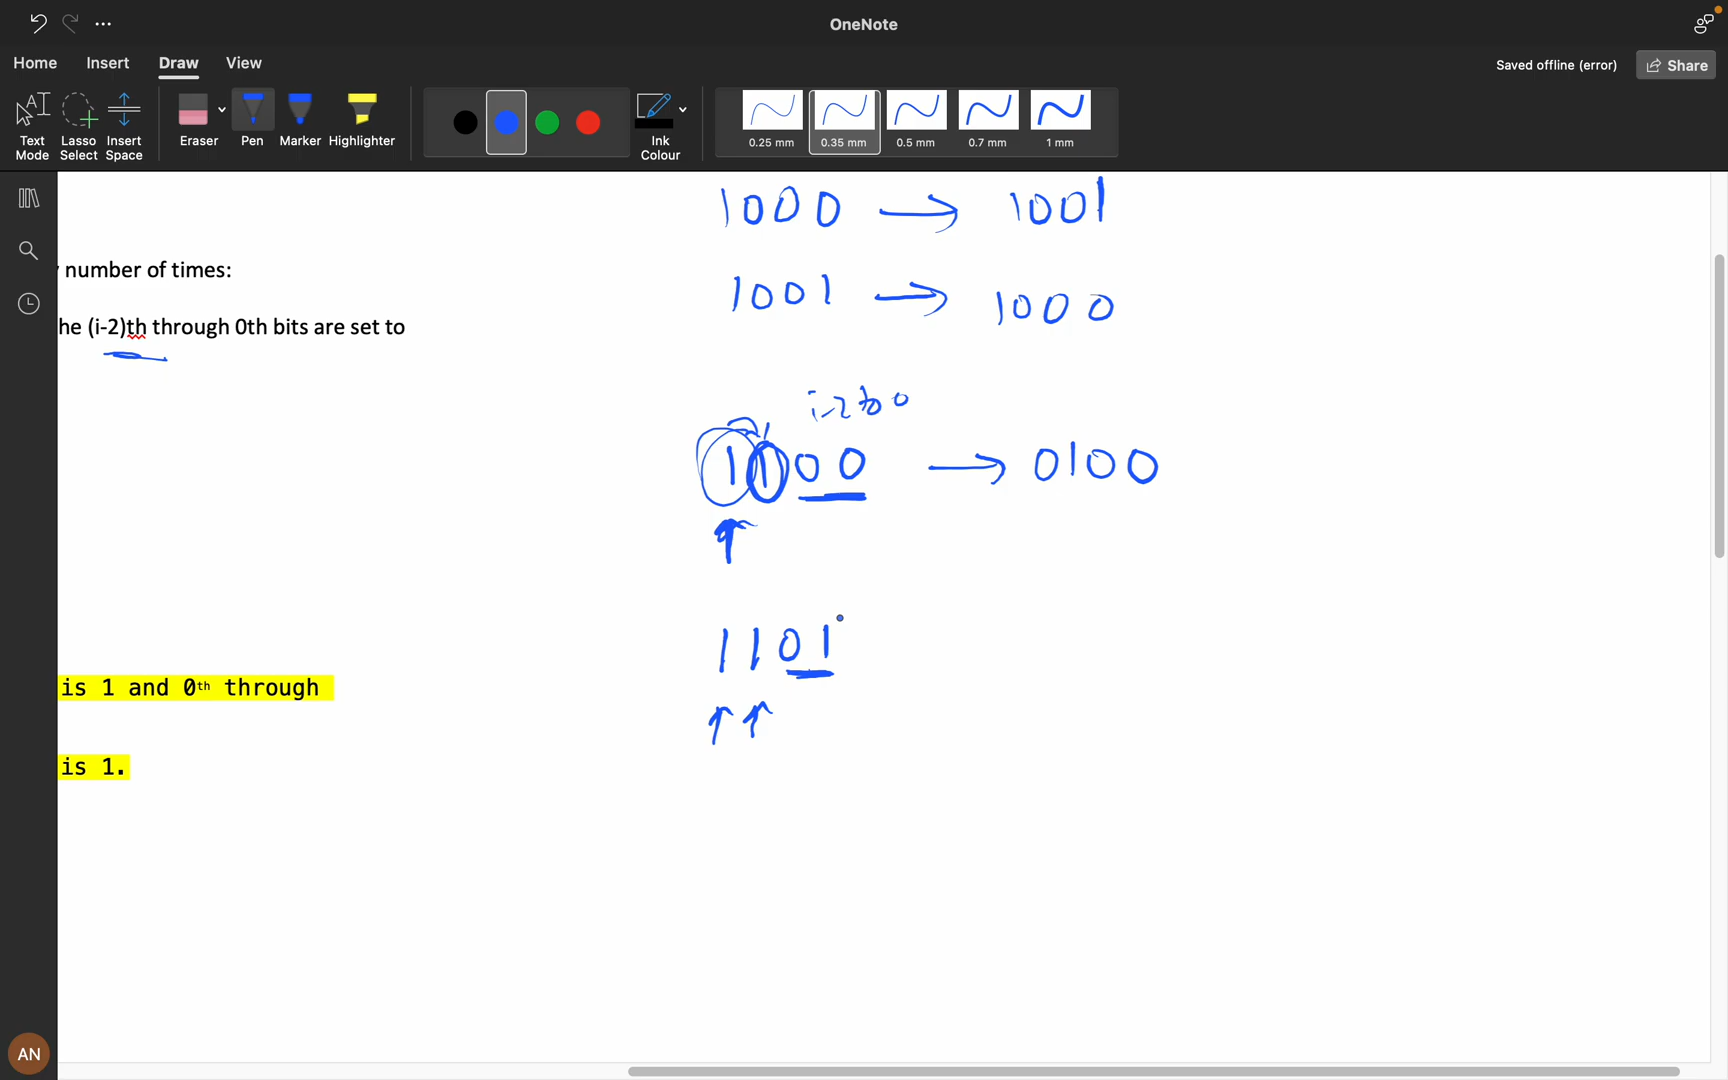 OneNote
Home Insert Draw View
Saved offline (error)
Share
Text Mode
Lasso Select
Insert Space
Eraser
Pen
Marker
Highlighter
Ink Colour
0.25 mm
0.35 mm
0.5 mm
0.7 mm
1 mm
number of times:
he (i-2)th through 0th bits are set to
is 1 and 0th through
is 1.
1000 → 1001
1001 → 1000
i-2 to 0
1100 → 0100
1101
↑ ↑
AN